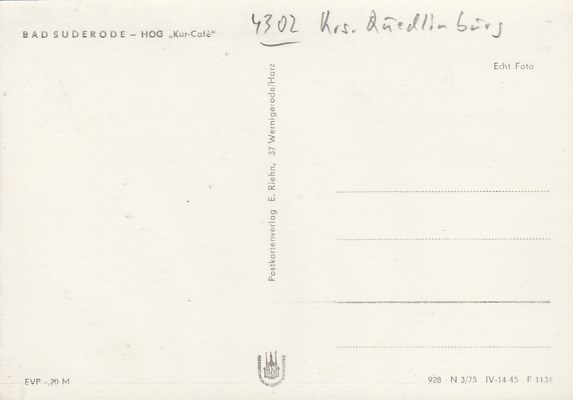 4302 Krs. Quedlinburg
BAD SUDERODE – HOG „Kur-Café"
Echt Foto
Postkartenverlag E. Riehn, 37 Wernigerode/Harz
EVP -,20 M
928 N 3/75 IV-14-45 F 1136